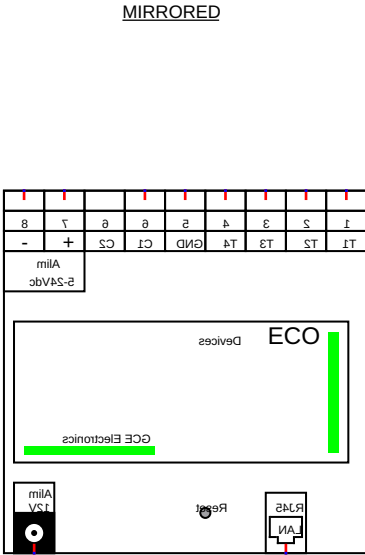 MIRRORED
8 7 6 6 5 4 3 2 1
- + C2 C1 GND T4 T3 T2 T1
Alim
5-24Vdc
Devices
ECO
GCE Electronics
Alim
12V
Reset
RJ45
LAN